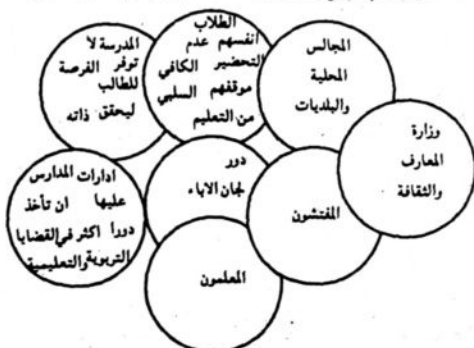 المجالس
المحلية
والبلديات
الطلاب
أنفسهم عدم
التحضير الكافي
موقفهم السلبي
من التعليم
المدرسة لا
توفر الفرصة
للطالب
ليحقق ذاته
وزارة
المعارف
والثقافة
المفتشون
دور
لجان الاباء
ادارات المدارس
عليها ان تأخذ
دوراً اكثر في القضايا
التربوية والتعليمية
المعلمون